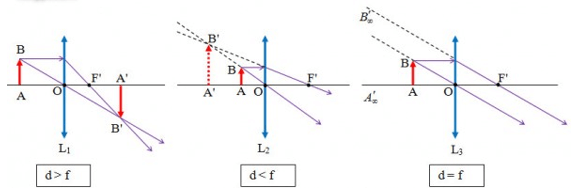 B
A
O
F'
A'
B'
L₁
d > f
B'
B
A'
A
O
F'
L₂
d < f
B'∞
B
A'∞
A
O
F'
L₃
d = f